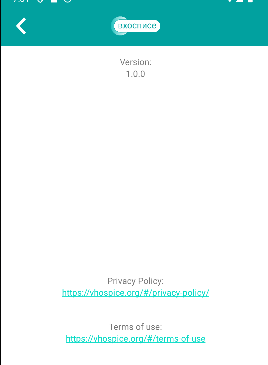 Version:
1.0.0
Privacy Policy:
https://vhospice.org/#/privacy-policy/
Terms of use:
https://vhospice.org/#/terms-of-use